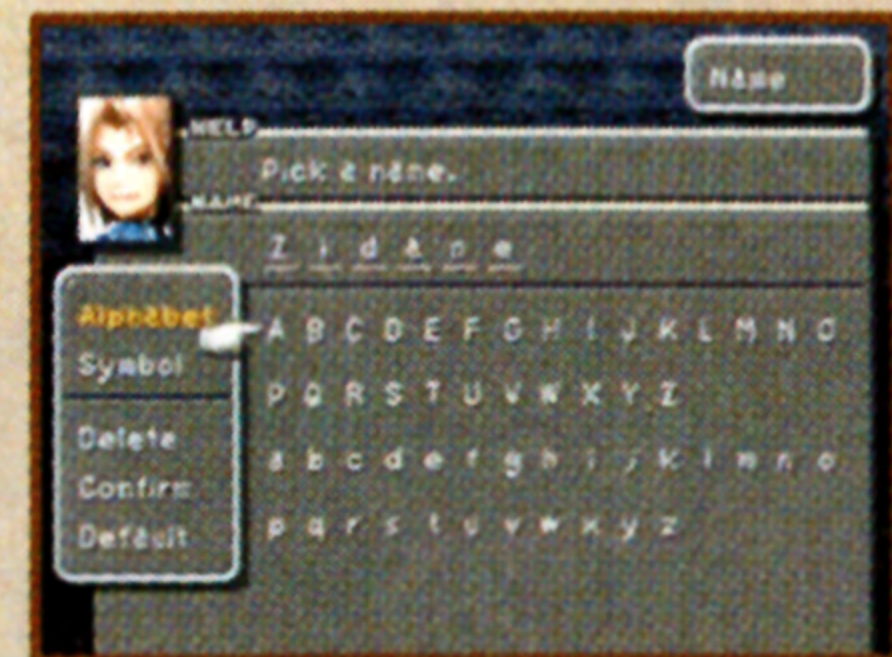 Name
HELP
Pick a name.
NAME
Zidane
Alphabet
Symbol
Delete
Confirm
Default
A B C D E F G H I J K L M N O
P Q R S T U V W X Y Z
a b c d e f g h i j k l m n o
p q r s t u v w x y z